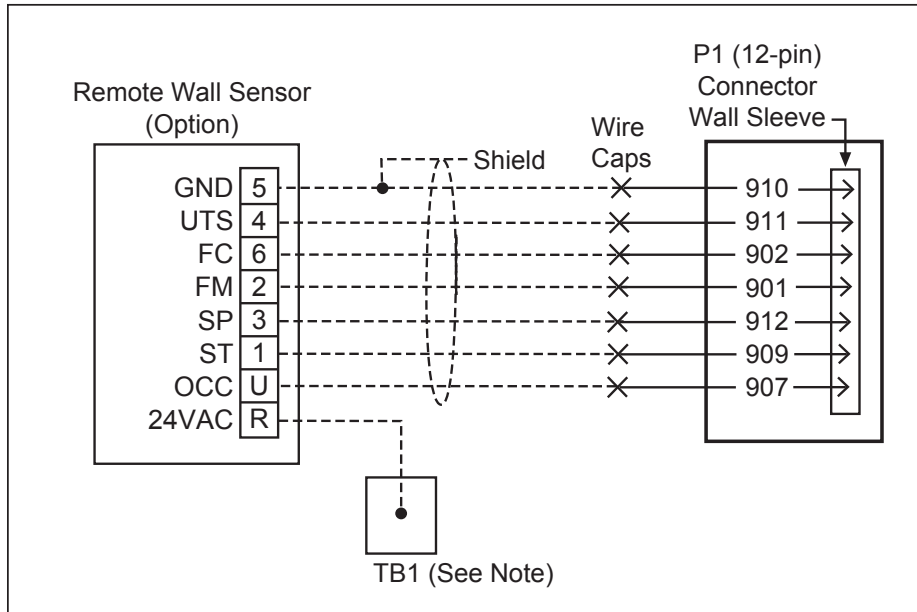 P1 (12-pin)
Connector
Wall Sleeve
Remote Wall Sensor
(Option)
Wire
Caps
Shield
GND 5 910
UTS 4 911
FC 6 902
FM 2 901
SP 3 912
ST 1 909
OCC U 907
24VAC R
TB1 (See Note)